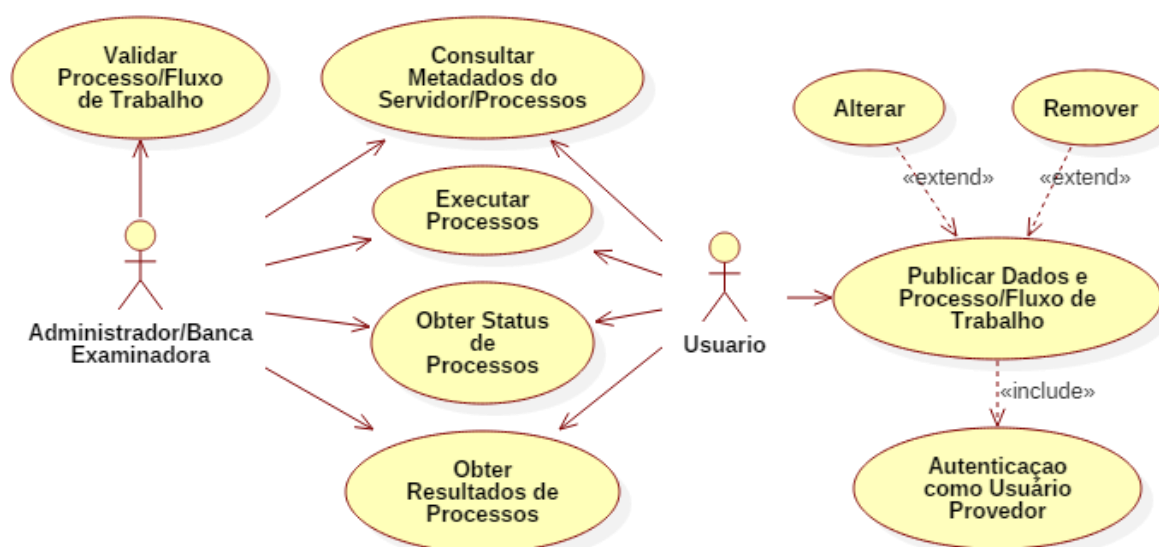 Validar
Processo/Fluxo
de Trabalho
Consultar
Metadados do
Servidor/Processos
Alterar
Remover
«extend»
«extend»
Executar
Processos
Administrador/Banca
Examinadora
Obter Status
de
Processos
Usuario
Publicar Dados e
Processo/Fluxo de
Trabalho
«include»
Obter
Resultados de
Processos
Autenticaçao
como Usuário
Provedor